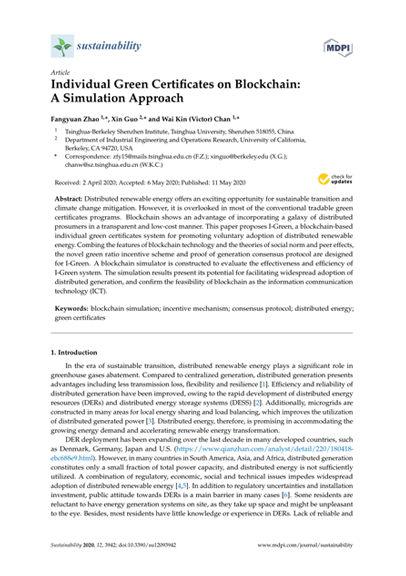 sustainability
MDPI
Article
Individual Green Certificates on Blockchain:
A Simulation Approach
Fangyuan Zhao 1,*, Xin Guo 2,* and Wai Kin (Victor) Chan 1,*
1 Tsinghua-Berkeley Shenzhen Institute, Tsinghua University, Shenzhen 518055, China
2 Department of Industrial Engineering and Operations Research, University of California,
Berkeley, CA 94720, USA
* Correspondence: zfy15@mails.tsinghua.edu.cn (F.Z.); xinguo@berkeley.edu (X.G.);
chanw@sz.tsinghua.edu.cn (W.K.C.)
Received: 2 April 2020; Accepted: 6 May 2020; Published: 11 May 2020
check for
updates
Abstract: Distributed renewable energy offers an exciting opportunity for sustainable transition and
climate change mitigation. However, it is overlooked in most of the conventional tradable green
certificates programs. Blockchain shows an advantage of incorporating a galaxy of distributed
prosumers in a transparent and low-cost manner. This paper proposes I-Green, a blockchain-based
individual green certificates system for promoting voluntary adoption of distributed renewable
energy. Combing the features of blockchain technology and the theories of social norm and peer effects,
the novel green ratio incentive scheme and proof of generation consensus protocol are designed
for I-Green. A blockchain simulator is constructed to evaluate the effectiveness and efficiency of
I-Green system. The simulation results present its potential for facilitating widespread adoption of
distributed generation, and confirm the feasibility of blockchain as the information communication
technology (ICT).
Keywords: blockchain simulation; incentive mechanism; consensus protocol; distributed energy;
green certificates
1. Introduction
In the era of sustainable transition, distributed renewable energy plays a significant role in
greenhouse gases abatement. Compared to centralized generation, distributed generation presents
advantages including less transmission loss, flexibility and resilience [1]. Efficiency and reliability of
distributed generation have been improved, owing to the rapid development of distributed energy
resources (DERs) and distributed energy storage systems (DESS) [2]. Additionally, microgrids are
constructed in many areas for local energy sharing and load balancing, which improves the utilization
of distributed generated power [3]. Distributed energy, therefore, is promising in accommodating the
growing energy demand and accelerating renewable energy transformation.
DER deployment has been expanding over the last decade in many developed countries, such
as Denmark, Germany, Japan and U.S. (https://www.qianzhan.com/analyst/detail/220/180418-
ebc688e9.html). However, in many countries in South America, Asia, and Africa, distributed generation
constitutes only a small fraction of total power capacity, and distributed energy is not sufficiently
utilized. A combination of regulatory, economic, social and technical issues impedes widespread
adoption of distributed renewable energy [4,5]. In addition to regulatory uncertainties and installation
investment, public attitude towards DERs is a main barrier in many cases [6]. Some residents are
reluctant to have energy generation systems on site, as they take up space and might be unpleasant
to the eye. Besides, most residents have little knowledge or experience in DERs. Lack of reliable and
Sustainability 2020, 12, 3942; doi:10.3390/su12093942
www.mdpi.com/journal/sustainability